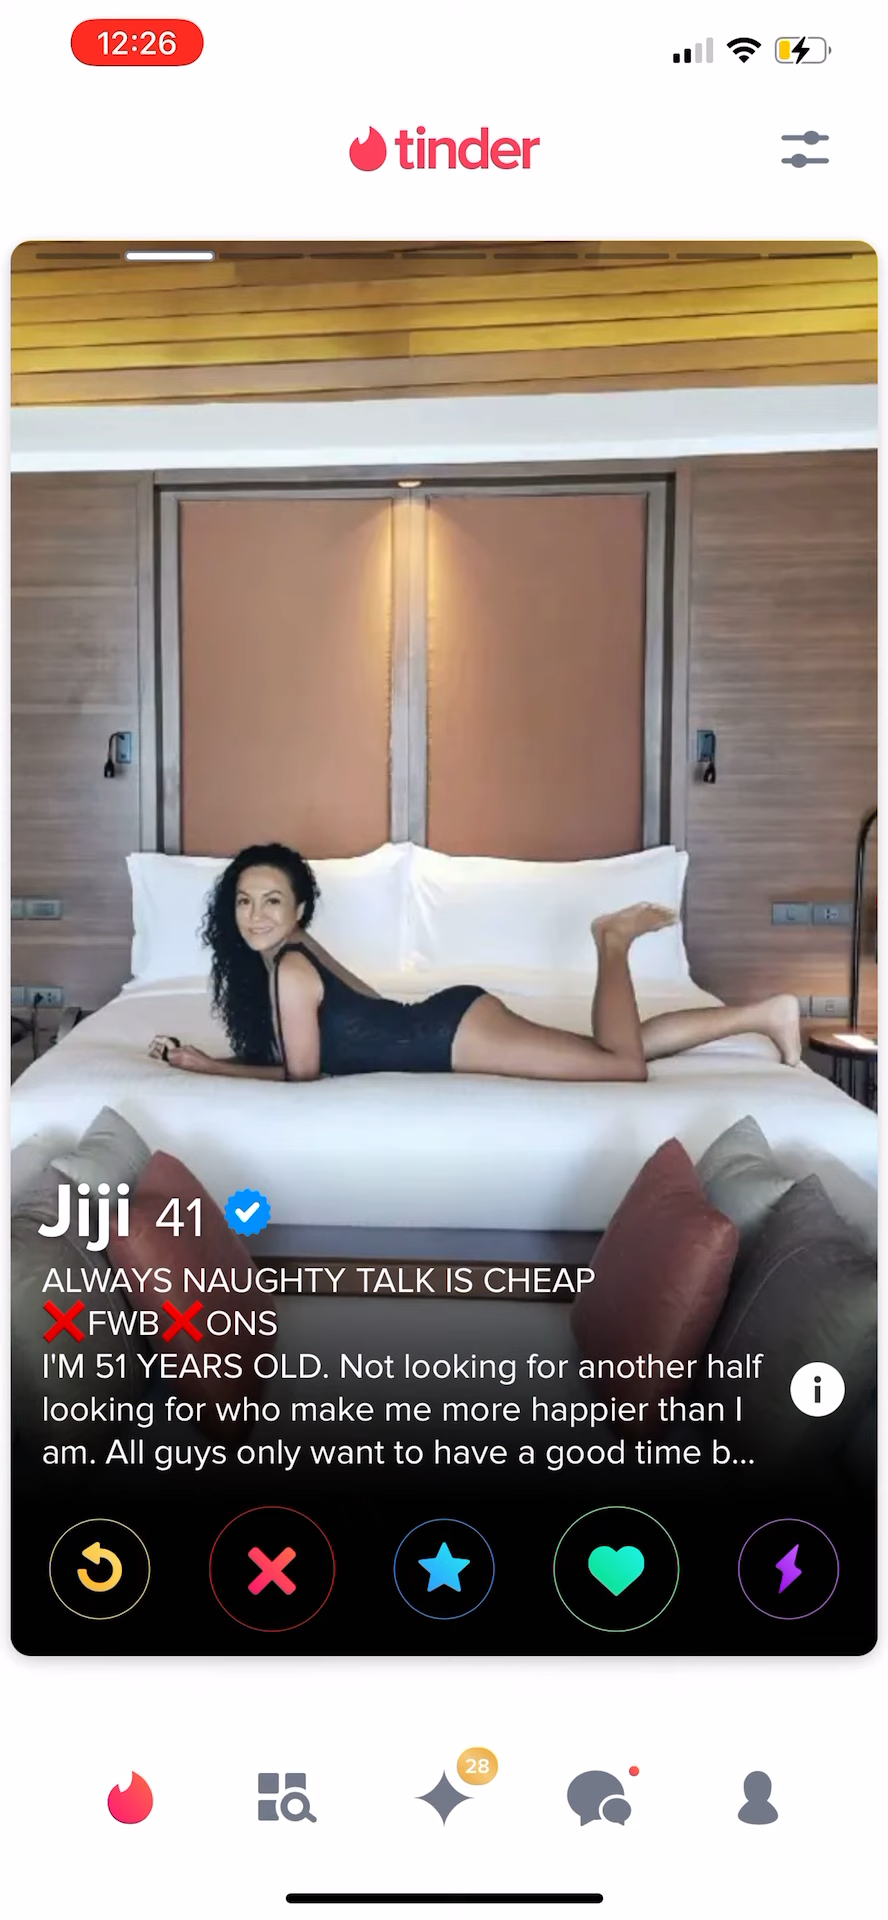 12:26
tinder
Jiji 41
ALWAYS NAUGHTY TALK IS CHEAP
❌FWB❌ONS
I'M 51 YEARS OLD. Not looking for another half
looking for who make me more happier than I
am. All guys only want to have a good time b...
28